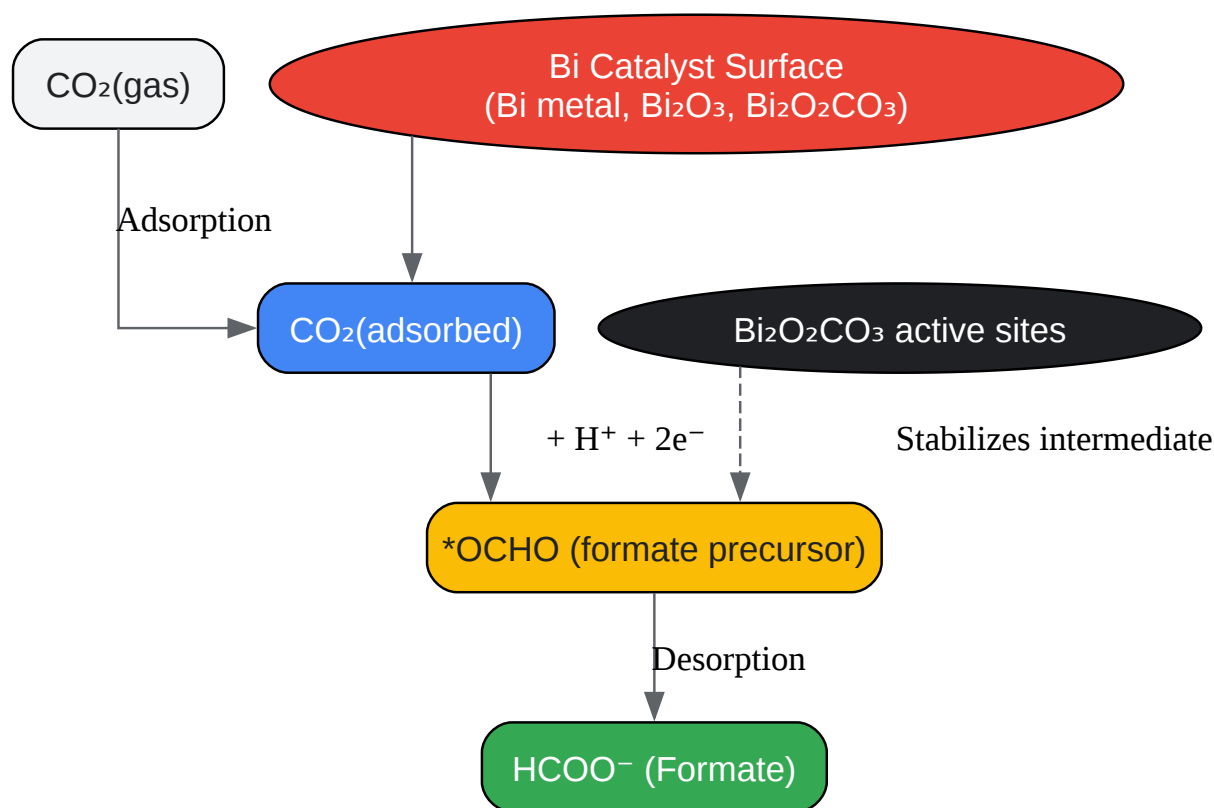 CO₂(gas)
Bi Catalyst Surface
(Bi metal, Bi₂O₃, Bi₂O₂CO₃)
Adsorption
CO₂(adsorbed)
Bi₂O₂CO₃ active sites
+ H⁺ + 2e⁻
Stabilizes intermediate
*OCHO (formate precursor)
Desorption
HCOO⁻ (Formate)